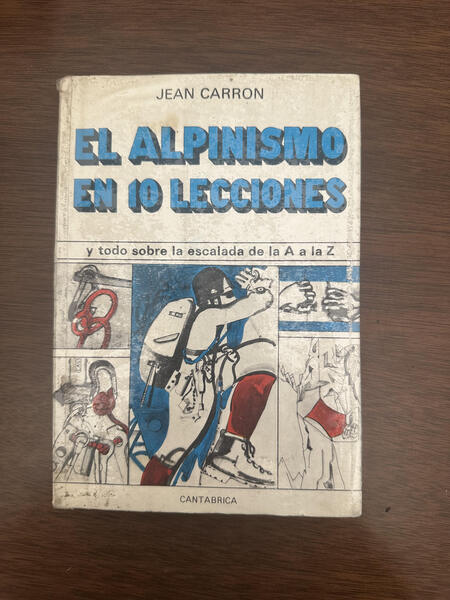 JEAN CARRON
EL ALPINISMO
EN 10 LECCIONES
y todo sobre la escalada de la A a la Z
CANTABRICA